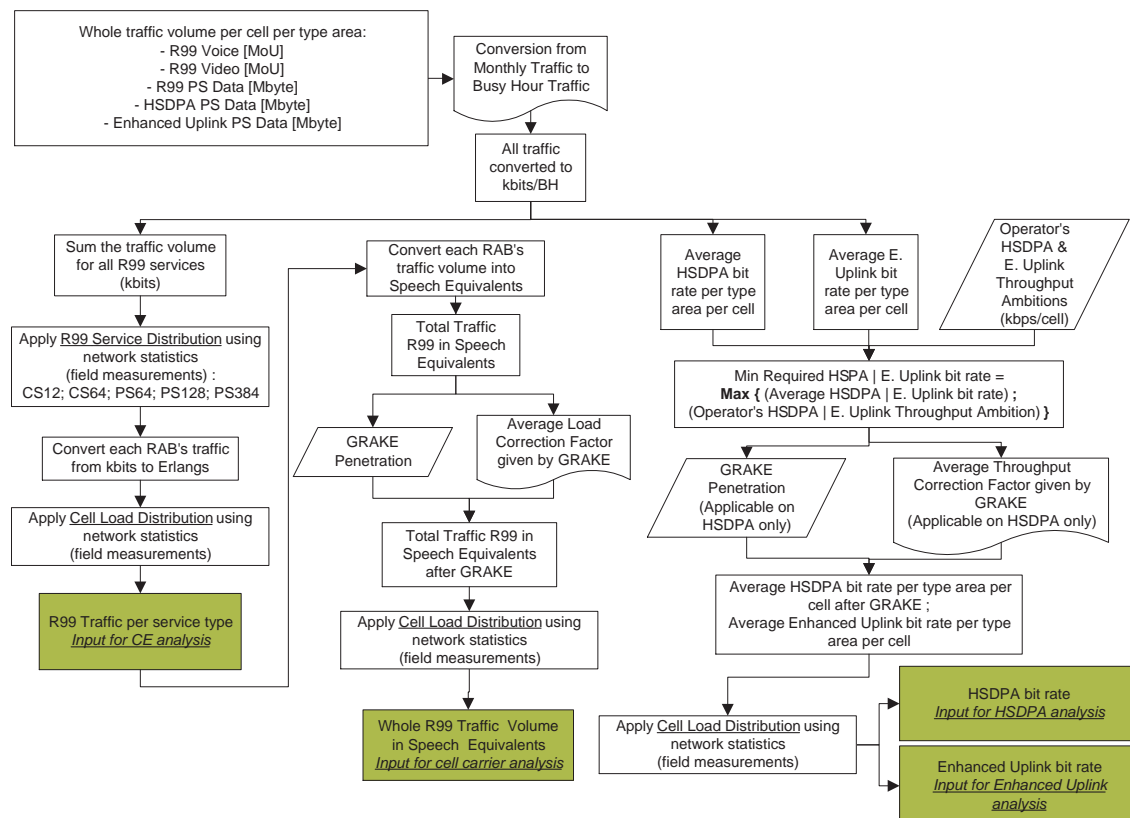 Whole traffic volume per cell per type area:
- R99 Voice [MoU]
- R99 Video [MoU]
- R99 PS Data [Mbyte]
- HSDPA PS Data [Mbyte]
- Enhanced Uplink PS Data [Mbyte]
Conversion from
Monthly Traffic to
Busy Hour Traffic
All traffic
converted to
kbits/BH
Sum the traffic volume
for all R99 services
(kbits)
Apply R99 Service Distribution using
network statistics
(field measurements) :
CS12; CS64; PS64; PS128; PS384
Convert each RAB's traffic
from kbits to Erlangs
Apply Cell Load Distribution using
network statistics
(field measurements)
R99 Traffic per service type
Input for CE analysis
Convert each RAB's
traffic volume into
Speech Equivalents
Total Traffic
R99 in Speech
Equivalents
GRAKE
Penetration
Average Load
Correction Factor
given by GRAKE
Total Traffic R99 in
Speech Equivalents
after GRAKE
Apply Cell Load Distribution using
network statistics
(field measurements)
Whole R99 Traffic Volume
in Speech Equivalents
Input for cell carrier analysis
Average
HSDPA bit
rate per type
area per cell
Average E.
Uplink bit
rate per type
area per cell
Operator's
HSDPA &
E. Uplink
Throughput
Ambitions
(kbps/cell)
Min Required HSPA | E. Uplink bit rate =
Max { (Average HSDPA | E. Uplink bit rate) ;
(Operator's HSDPA | E. Uplink Throughput Ambition) }
GRAKE
Penetration
(Applicable on
HSDPA only)
Average Throughput
Correction Factor given by
GRAKE
(Applicable on HSDPA only)
Average HSDPA bit rate per type area per
cell after GRAKE ;
Average Enhanced Uplink bit rate per type
area per cell
Apply Cell Load Distribution using
network statistics
(field measurements)
HSDPA bit rate
Input for HSDPA analysis
Enhanced Uplink bit rate
Input for Enhanced Uplink
analysis